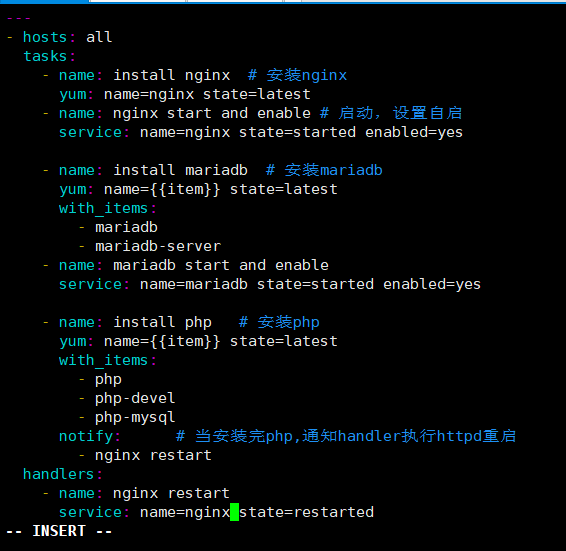 ---
- hosts: all
  tasks:
    - name: install nginx  # 安装nginx
      yum: name=nginx state=latest
    - name: nginx start and enable # 启动，设置自启
      service: name=nginx state=started enabled=yes

    - name: install mariadb  # 安装mariadb
      yum: name={{item}} state=latest
      with_items:
        - mariadb
        - mariadb-server
    - name: mariadb start and enable
      service: name=mariadb state=started enabled=yes

    - name: install php   # 安装php
      yum: name={{item}} state=latest
      with_items:
        - php
        - php-devel
        - php-mysql
      notify:      # 当安装完php,通知handler执行httpd重启
        - nginx restart
  handlers:
    - name: nginx restart
      service: name=nginx state=restarted
-- INSERT --